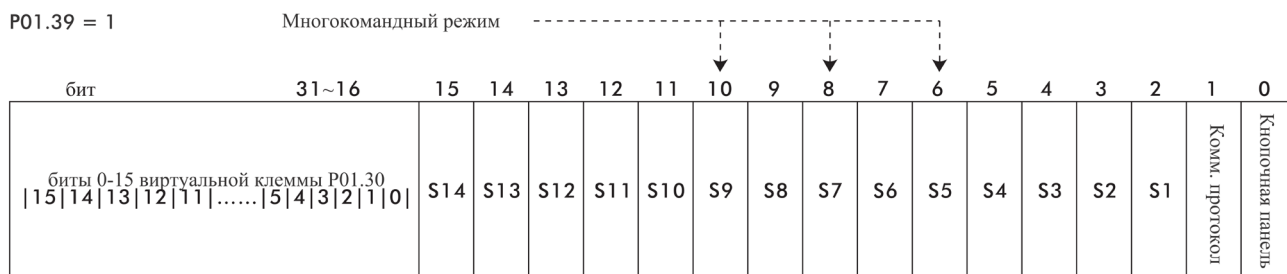 P01.39 = 1 Многокомандный режим
бит 31~16 15 14 13 12 11 10 9 8 7 6 5 4 3 2 1 0
биты 0-15 виртуальной клеммы P01.30
|15|14|13|12|11|......|5|4|3|2|1|0|
S14 S13 S12 S11 S10 S9 S8 S7 S6 S5 S4 S3 S2 S1
Комм. протокол
Кнопочная панель